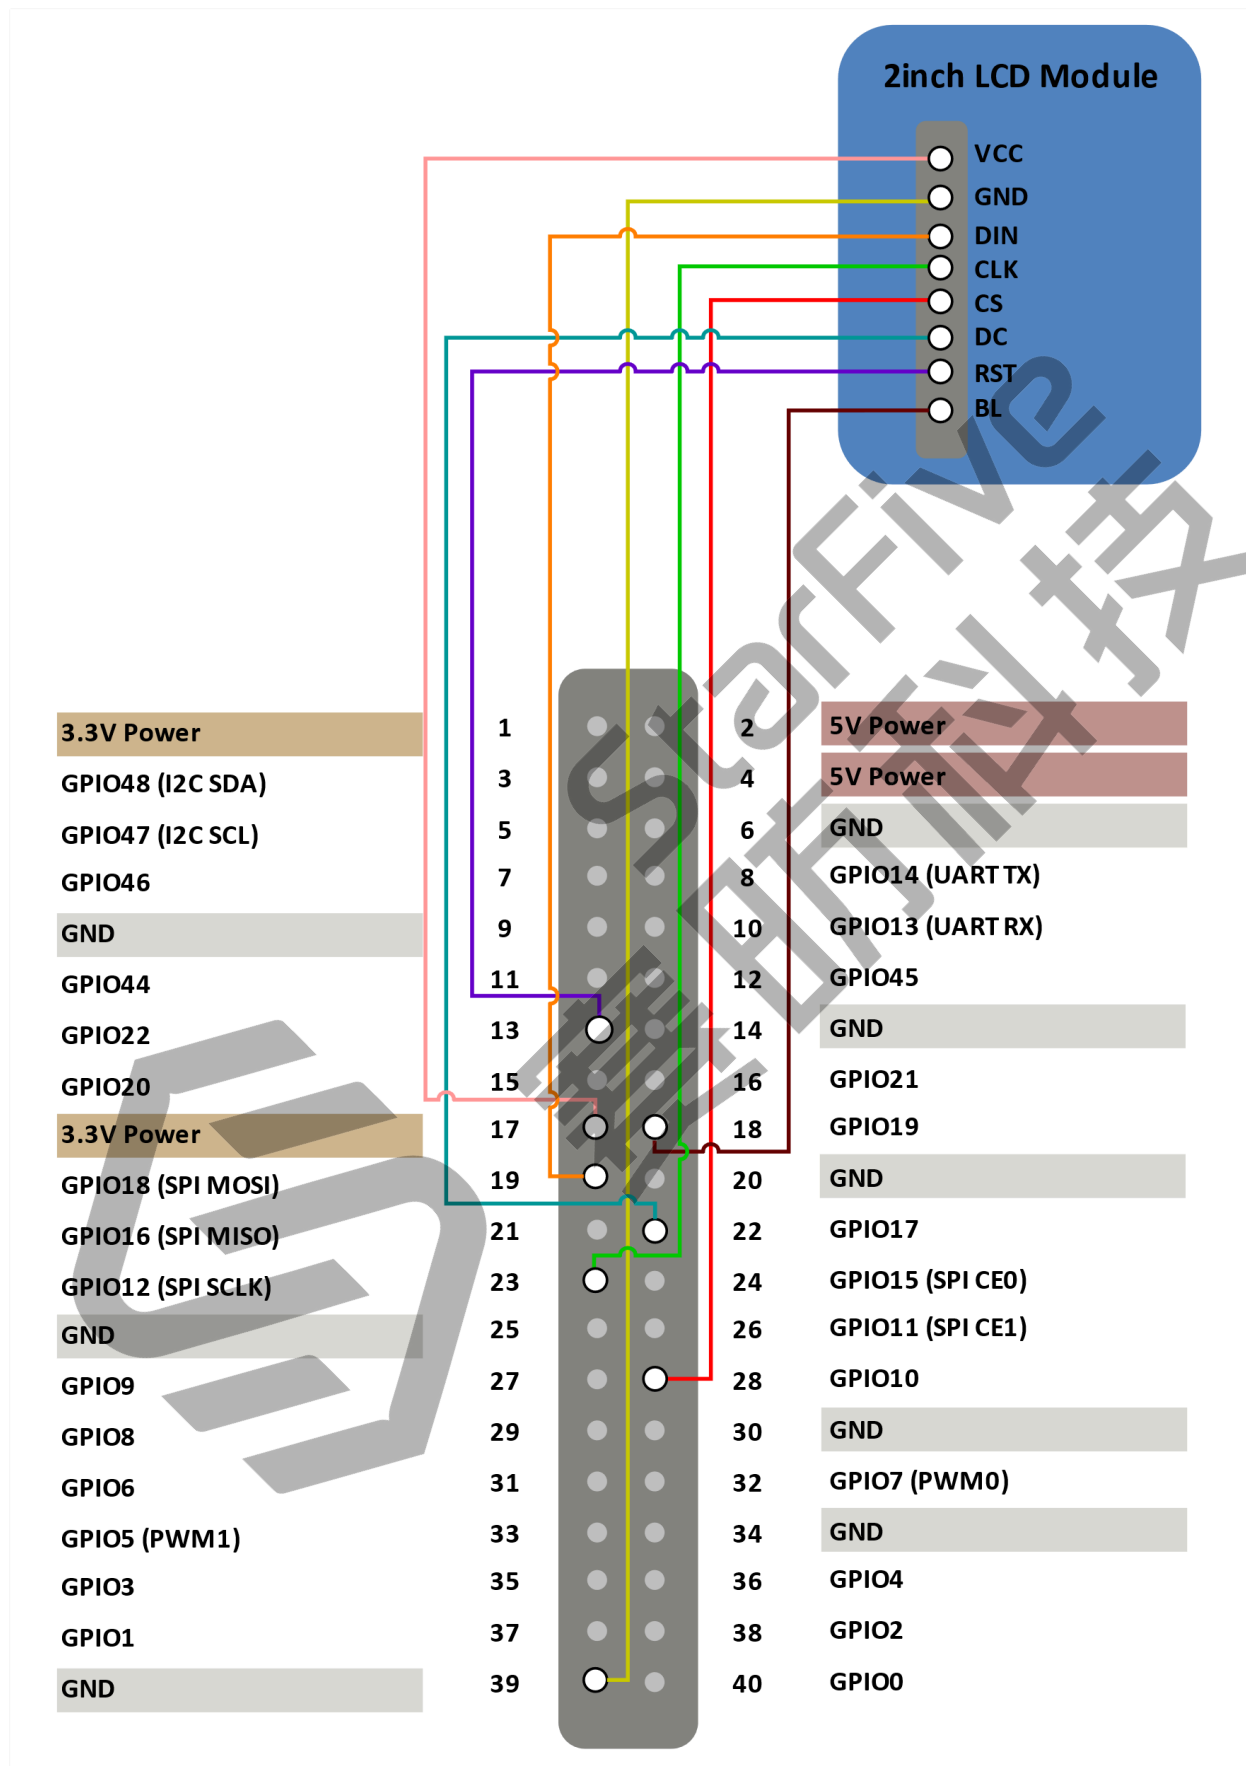 2inch LCD Module
VCC
GND
DIN
CLK
CS
DC
RST
BL
StarFive
赛昉科技
3.3V Power 1 2 5V Power
GPIO48 (I2C SDA) 3 4 5V Power
GPIO47 (I2C SCL) 5 6 GND
GPIO46 7 8 GPIO14 (UART TX)
GND 9 10 GPIO13 (UART RX)
GPIO44 11 12 GPIO45
GPIO22 13 14 GND
GPIO20 15 16 GPIO21
3.3V Power 17 18 GPIO19
GPIO18 (SPI MOSI) 19 20 GND
GPIO16 (SPI MISO) 21 22 GPIO17
GPIO12 (SPI SCLK) 23 24 GPIO15 (SPI CE0)
GND 25 26 GPIO11 (SPI CE1)
GPIO9 27 28 GPIO10
GPIO8 29 30 GND
GPIO6 31 32 GPIO7 (PWM0)
GPIO5 (PWM1) 33 34 GND
GPIO3 35 36 GPIO4
GPIO1 37 38 GPIO2
GND 39 40 GPIO0